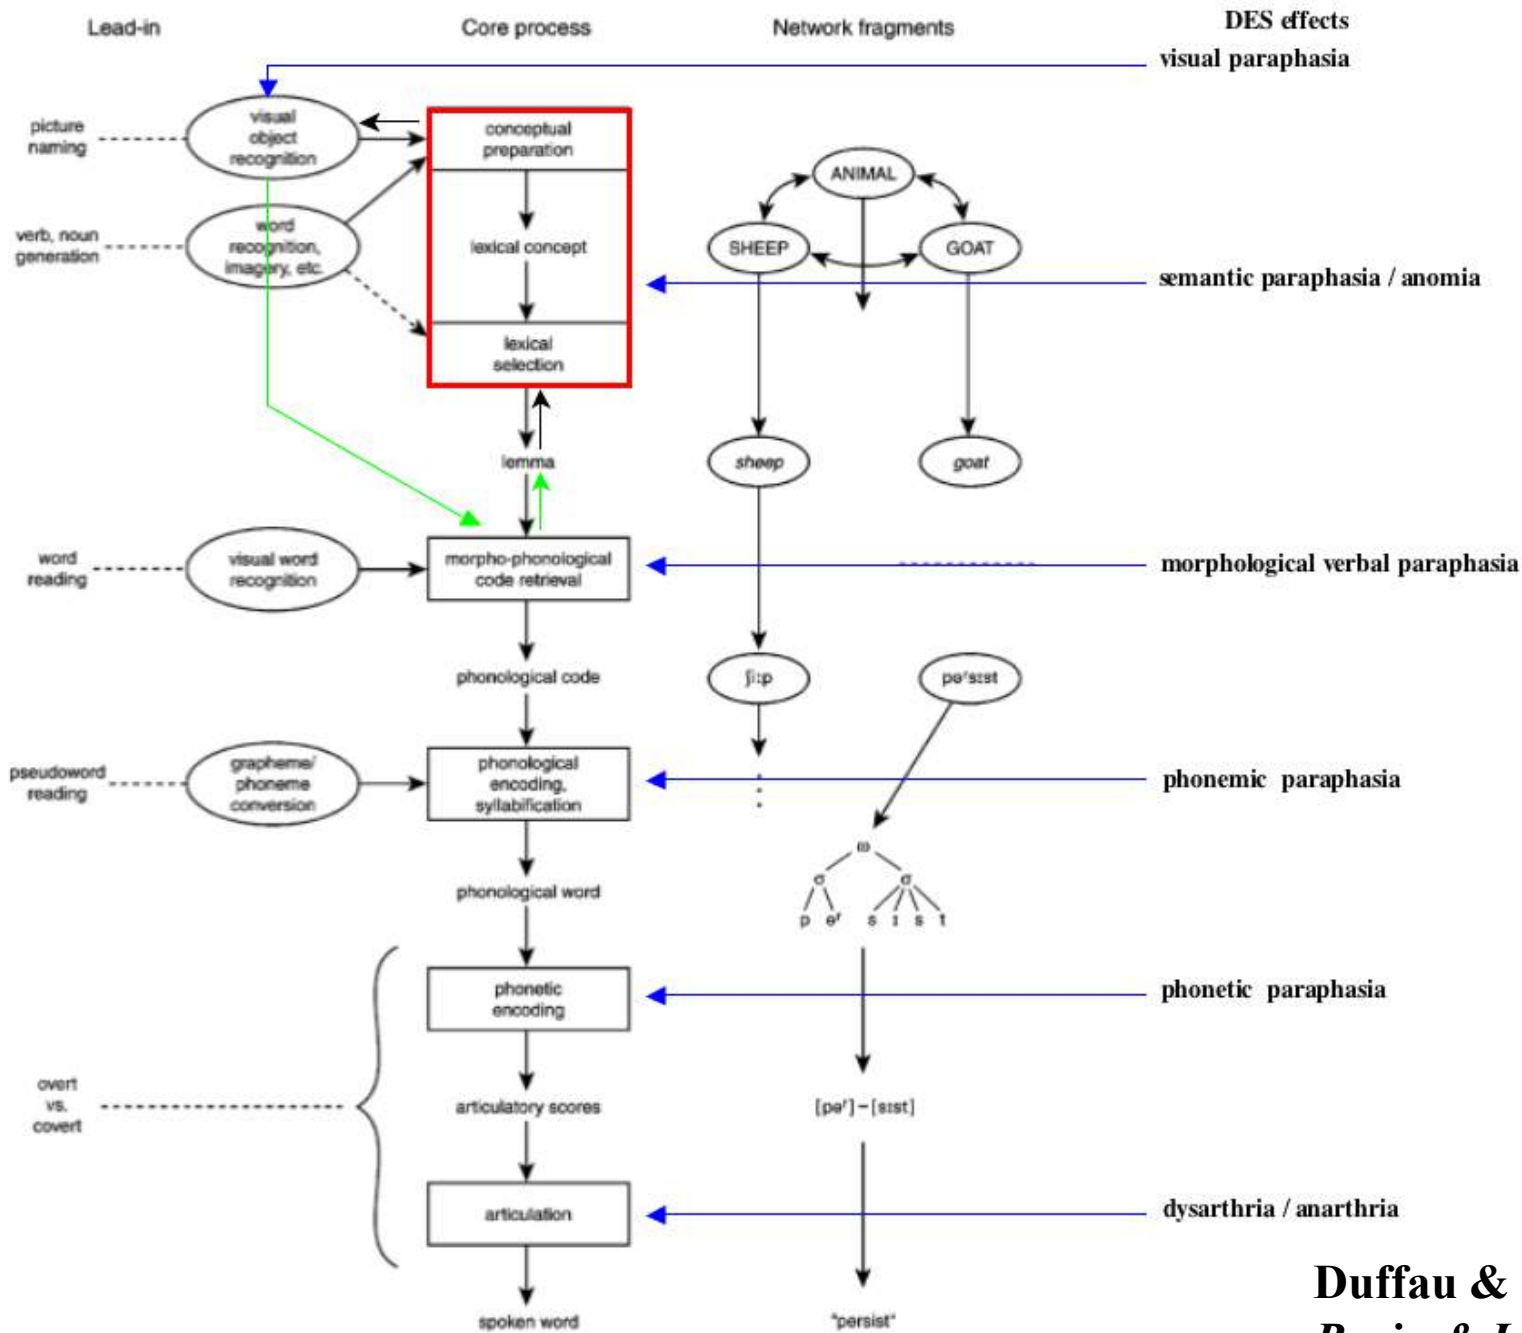 Lead-in
Core process
Network fragments
DES effects
visual paraphasia
picture
naming
visual
object
recognition
conceptual
preparation
ANIMAL
verb, noun
generation
word
recognition,
imagery, etc.
lexical concept
SHEEP
GOAT
semantic paraphasia / anomia
lexical
selection
lemma
sheep
goat
word
reading
visual word
recognition
morpho-phonological
code retrieval
morphological verbal paraphasia
phonological code
ʃi:p
pəʳsɪst
pseudoword
reading
grapheme/
phoneme
conversion
phonological
encoding,
syllabification
phonemic paraphasia
ω
σ σ
p əʳ s ɪ s t
phonological word
phonetic
encoding
phonetic paraphasia
overt
vs.
covert
articulatory scores
[pəʳ]–[sɪst]
articulation
dysarthria / anarthria
spoken word
"persist"
Duffau &